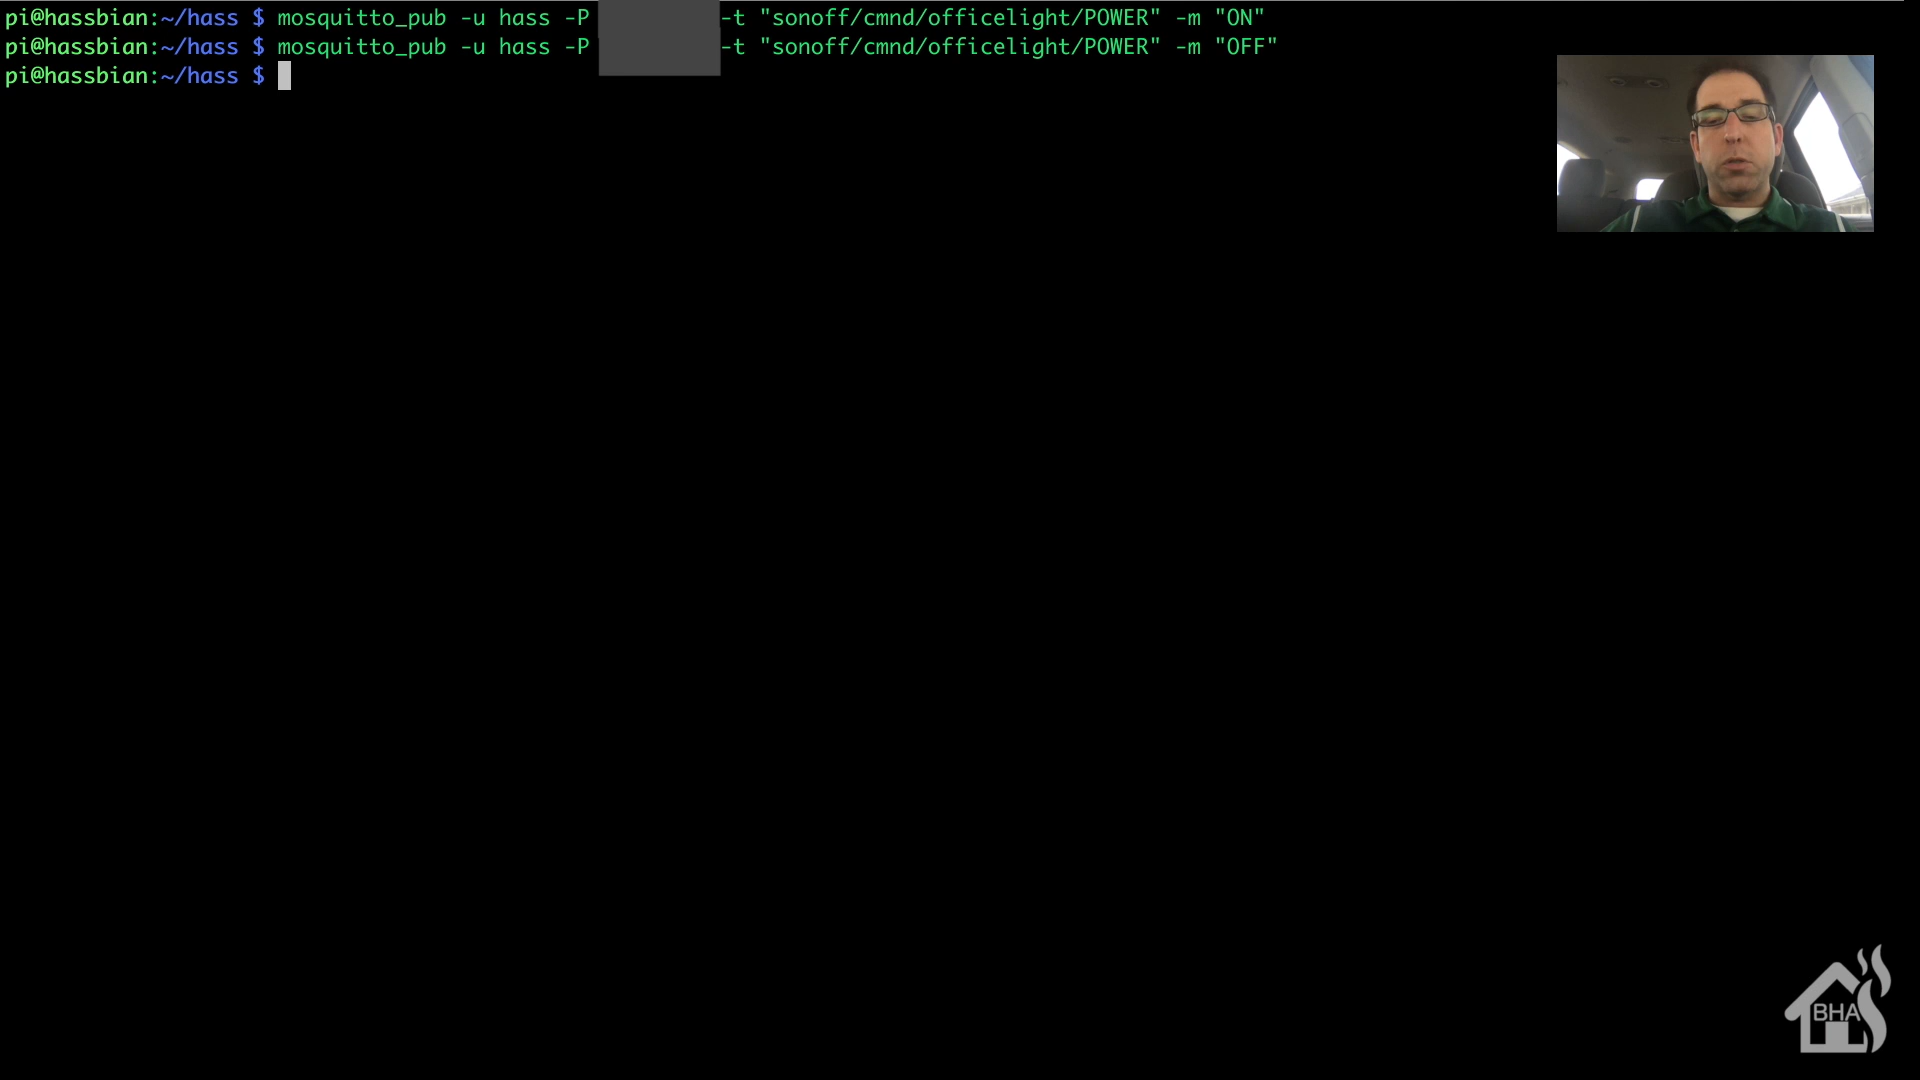 pi@hassbian:~/hass $ mosquitto_pub -u hass -P -t "sonoff/cmnd/officelight/POWER" -m "ON"
pi@hassbian:~/hass $ mosquitto_pub -u hass -P -t "sonoff/cmnd/officelight/POWER" -m "OFF"
pi@hassbian:~/hass $
BHA